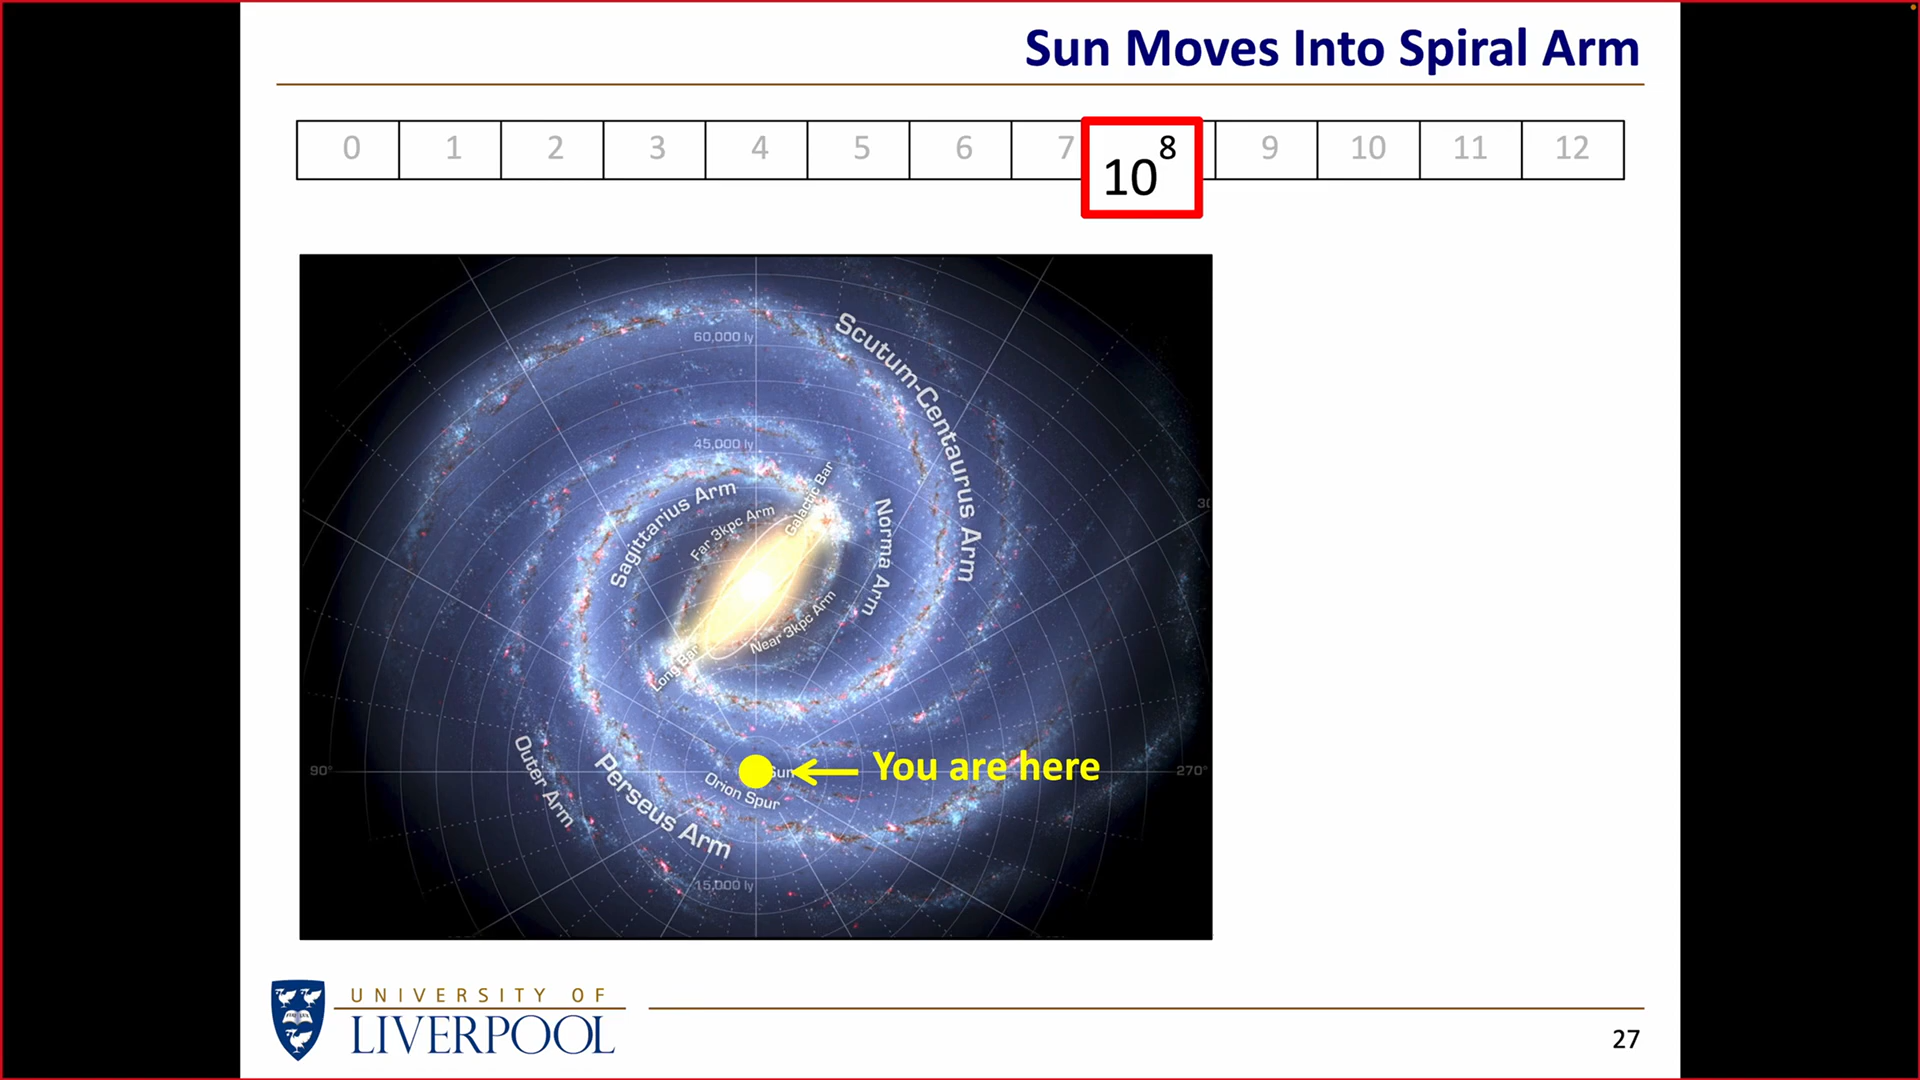 Sun Moves Into Spiral Arm
0 1 2 3 4 5 6 7 10⁸ 9 10 11 12
60,000 ly
Scutum-Centaurus Arm
45,000 ly
Sagittarius Arm
Far 3kpc Arm
Galactic Bar
Norma Arm
Near 3kpc Arm
Long Bar
Outer Arm
Perseus Arm
90°
Sun
You are here
270°
Orion Spur
15,000 ly
UNIVERSITY OF
LIVERPOOL
27